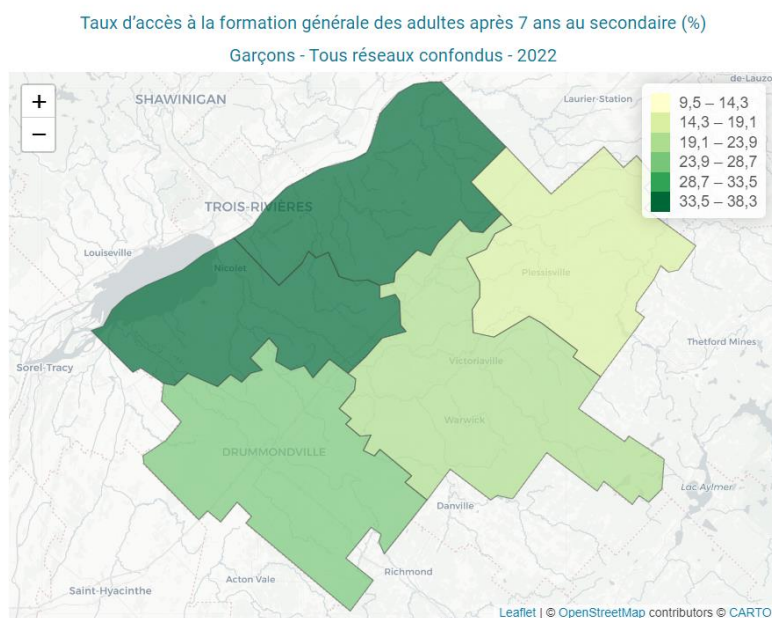 Taux d’accès à la formation générale des adultes après 7 ans au secondaire (%)
Garçons - Tous réseaux confondus - 2022
+
−
SHAWINIGAN
Laurier-Station
de-Lauzo
9,5 – 14,3
14,3 – 19,1
19,1 – 23,9
23,9 – 28,7
28,7 – 33,5
33,5 – 38,3
TROIS-RIVIÈRES
Louiseville
Nicolet
Plessisville
Sorel-Tracy
Thetford Mines
Victoriaville
Warwick
DRUMMONDVILLE
Lac Aylmer
Danville
Acton Vale
Richmond
Saint-Hyacinthe
Leaflet | © OpenStreetMap contributors © CARTO